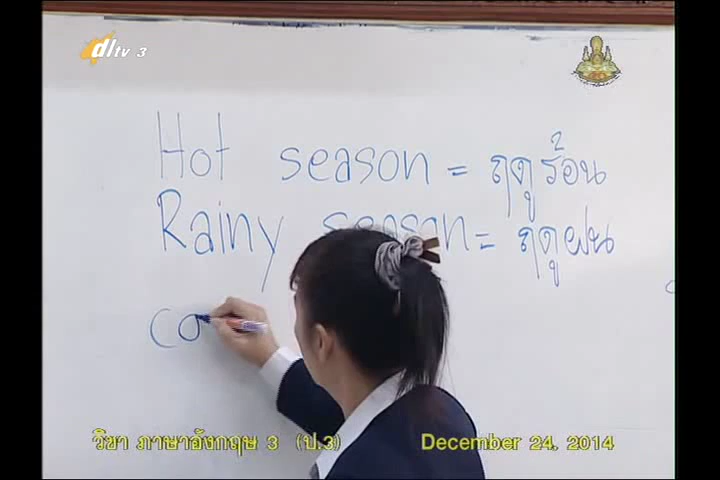 dltv 3
Hot season = ฤดูร้อน
Rainy season = ฤดูฝน
co
วิชา ภาษาอังกฤษ 3 (ป.3) December 24. 2014